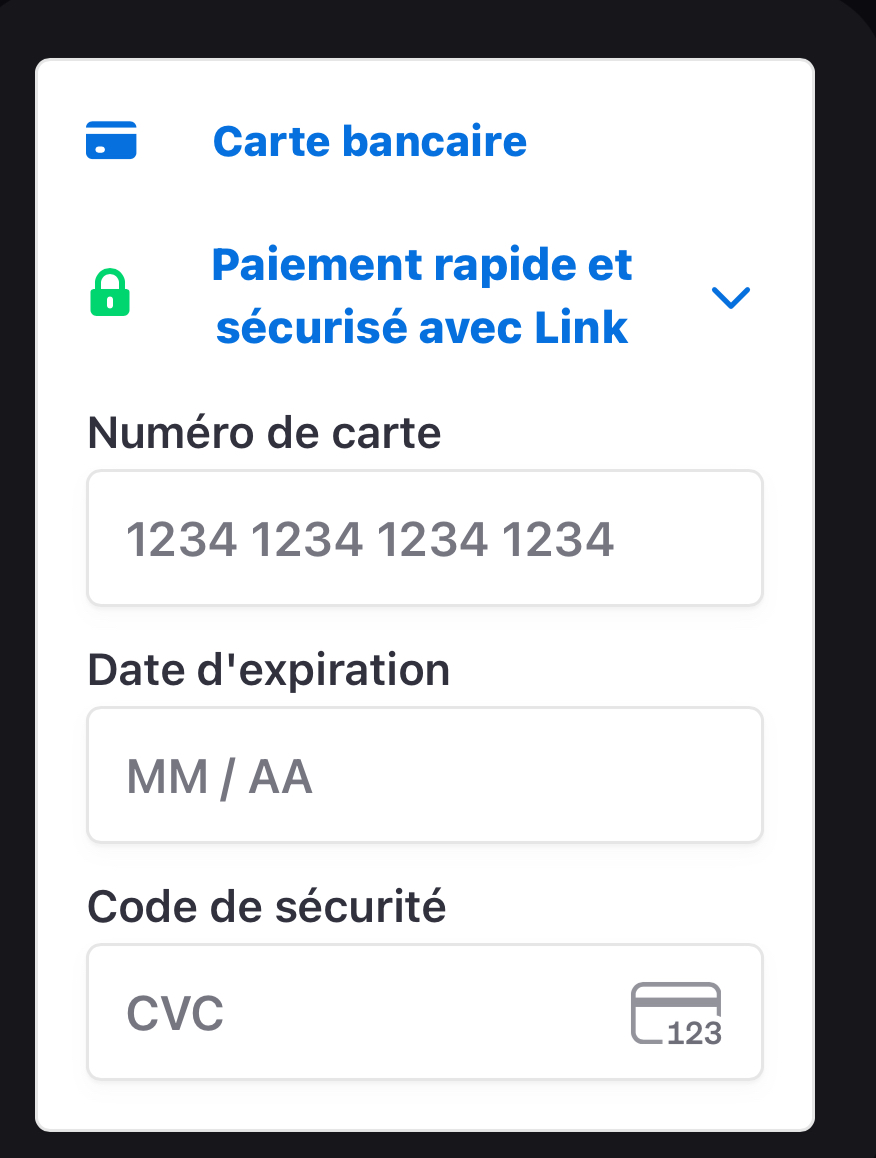 Carte bancaire
Paiement rapide et
sécurisé avec Link
Numéro de carte
1234 1234 1234 1234
Date d'expiration
MM / AA
Code de sécurité
CVC
123